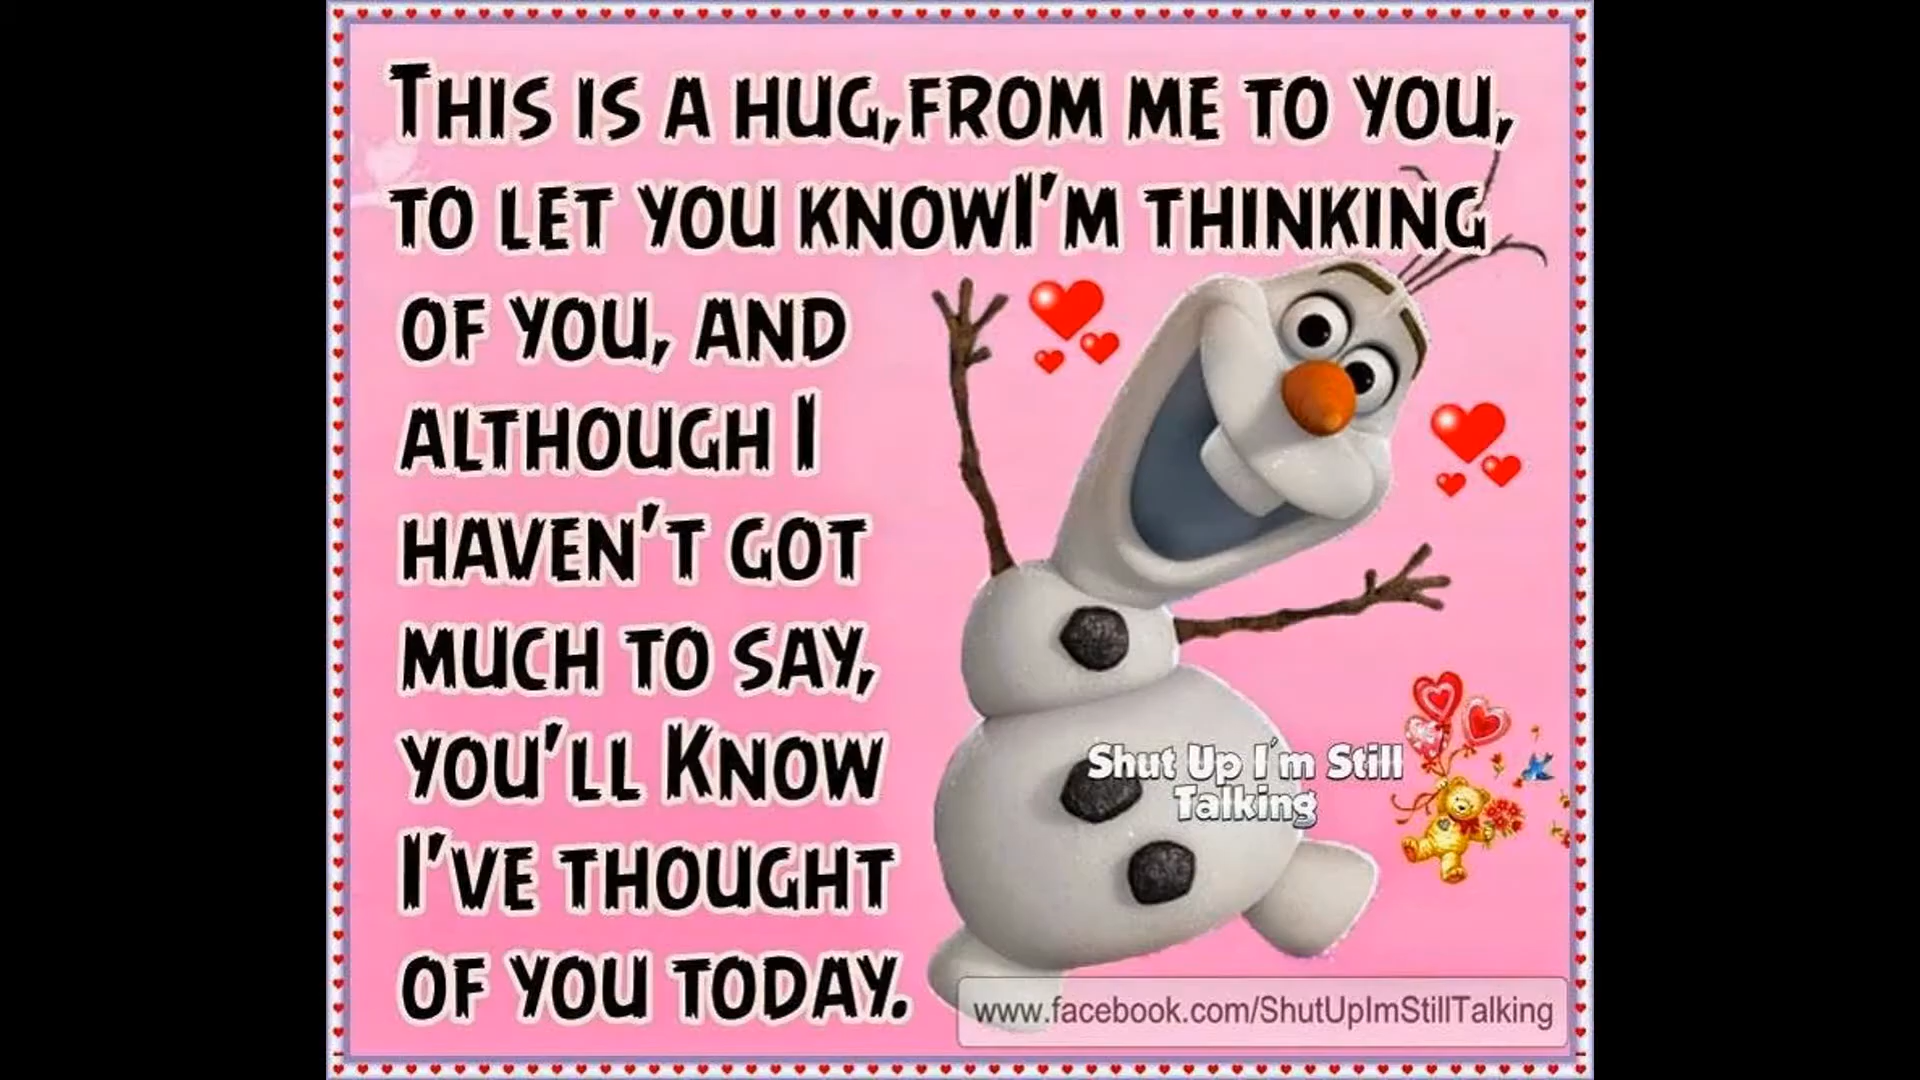 THIS IS A HUG,FROM ME TO YOU,
TO LET YOU KNOWI'M THINKING
OF YOU, AND
ALTHOUGH I
HAVEN'T GOT
MUCH TO SAY,
YOU'LL KNOW
I'VE THOUGHT
OF YOU TODAY.
Shut Up I'm Still
Talking
www.facebook.com/ShutUpImStillTalking